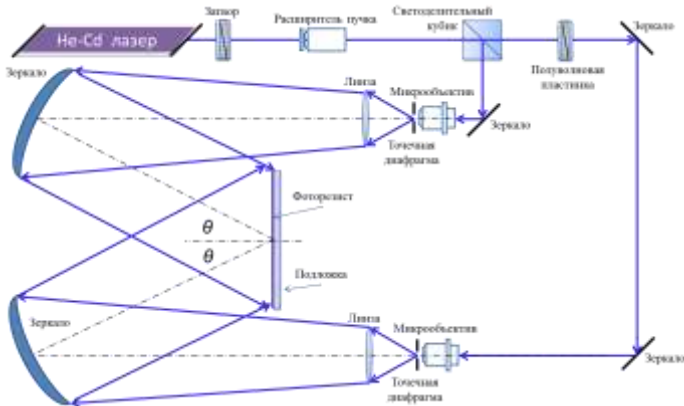 He-Cd лазер
Затвор
Расширитель пучка
Светоделительный
кубик
Зеркало
Полуволновая
пластинка
Зеркало
Линза
Микрообъектив
Зеркало
Точечная
диафрагма
Фоторезист
θ
θ
Подложка
Зеркало
Линза
Микрообъектив
Зеркало
Точечная
диафрагма